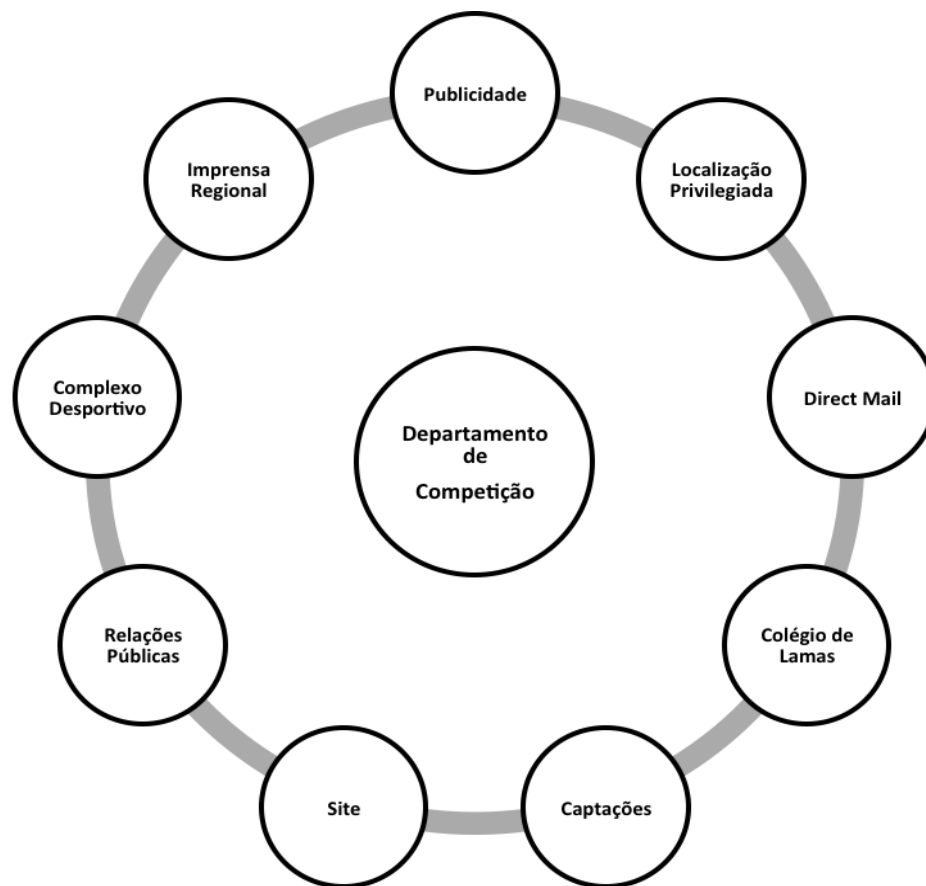 Publicidade
Imprensa
Regional
Localização
Privilegiada
Complexo
Desportivo
Direct Mail
Departamento
de
Competição
Relações
Públicas
Colégio de
Lamas
Site
Captações